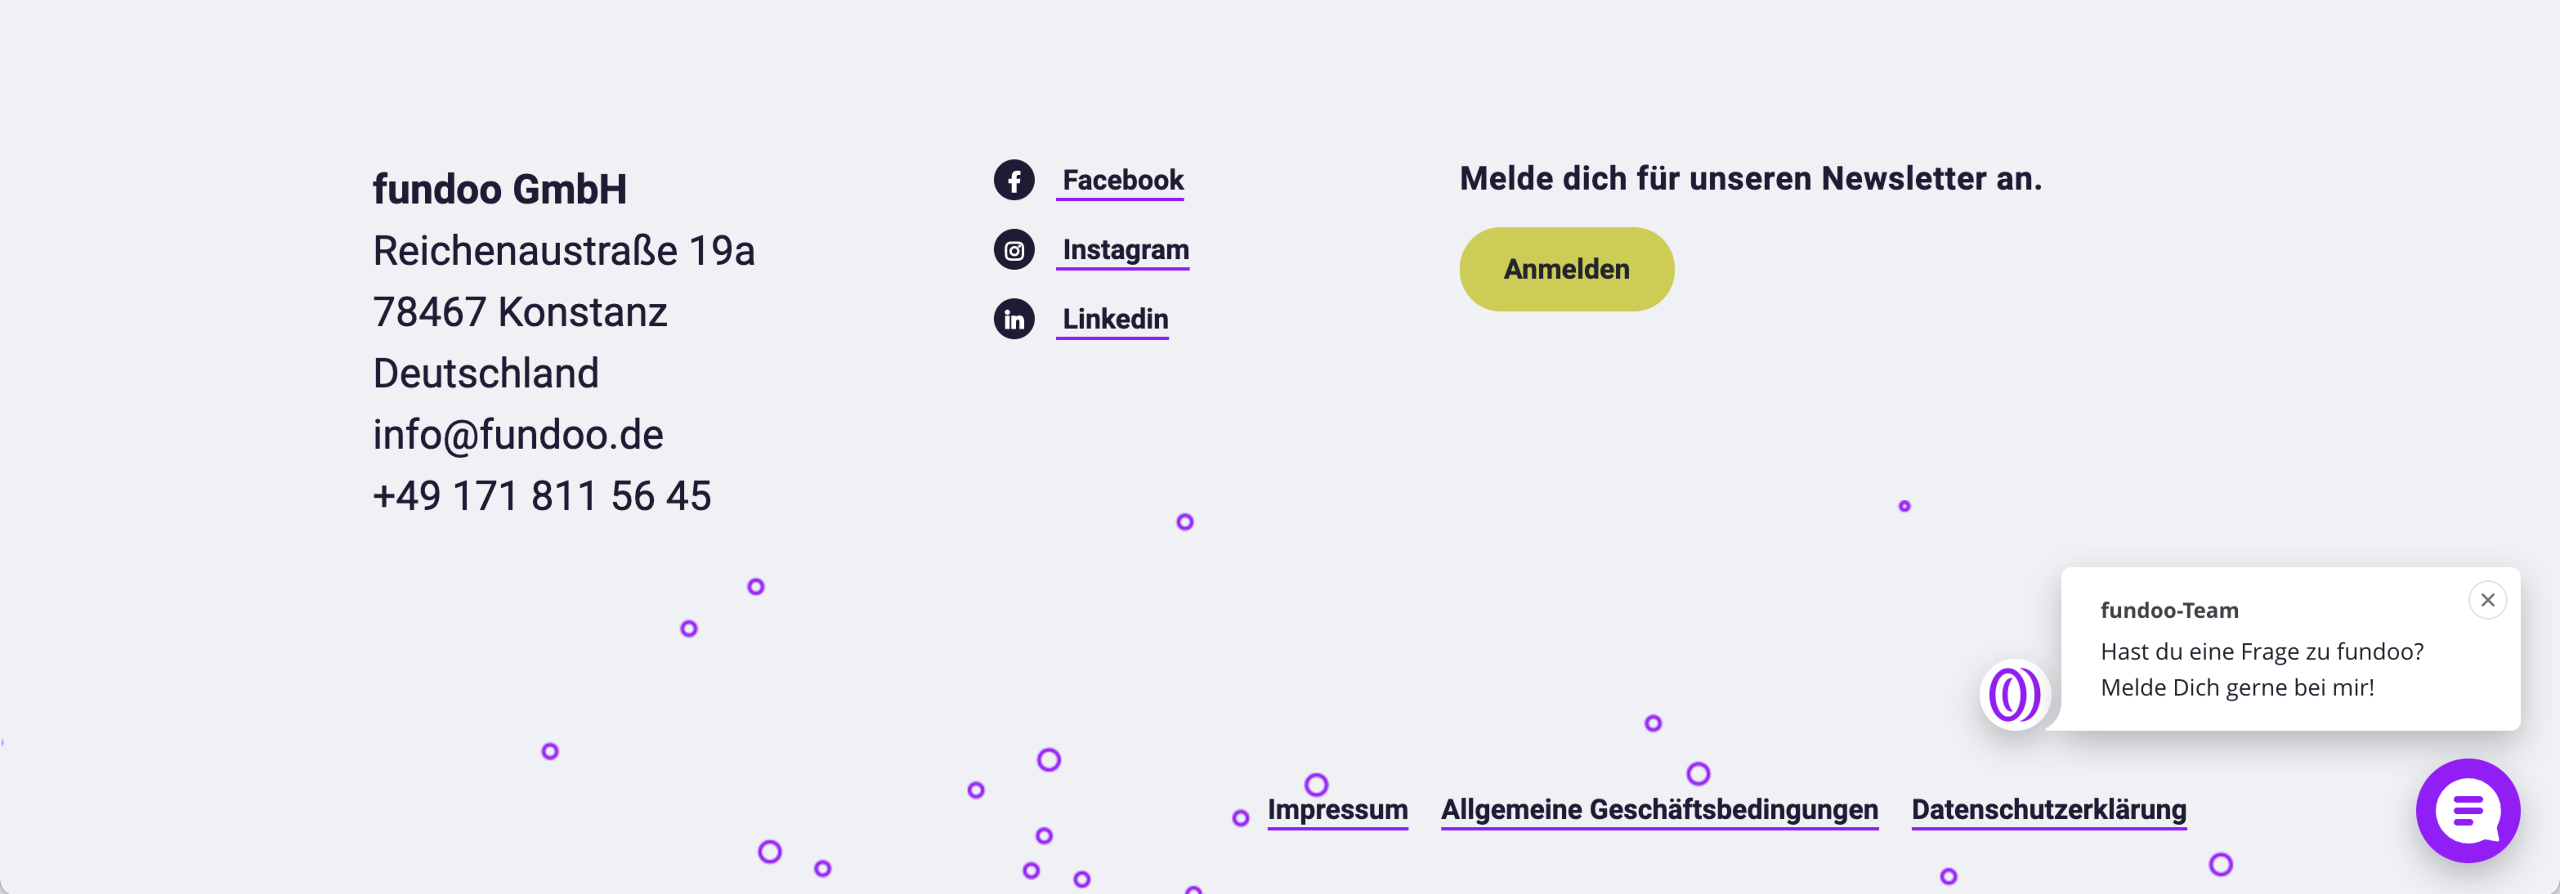 fundoo GmbH
Reichenaustraße 19a
78467 Konstanz
Deutschland
info@fundoo.de
+49 171 811 56 45
Facebook
Instagram
Linkedin
Melde dich für unseren Newsletter an.
Anmelden
fundoo-Team
Hast du eine Frage zu fundoo?
Melde Dich gerne bei mir!
Impressum Allgemeine Geschäftsbedingungen Datenschutzerklärung